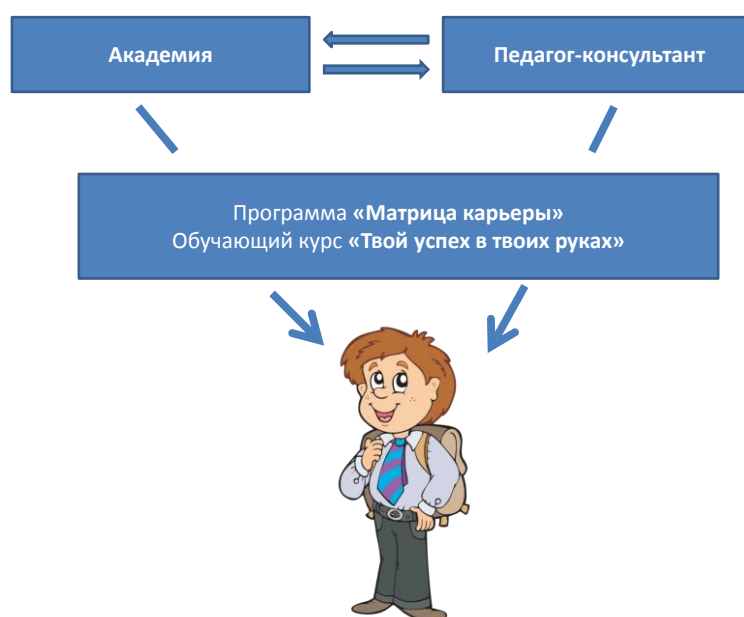 Академия
Педагог-консультант
Программа «Матрица карьеры»
Обучающий курс «Твой успех в твоих руках»